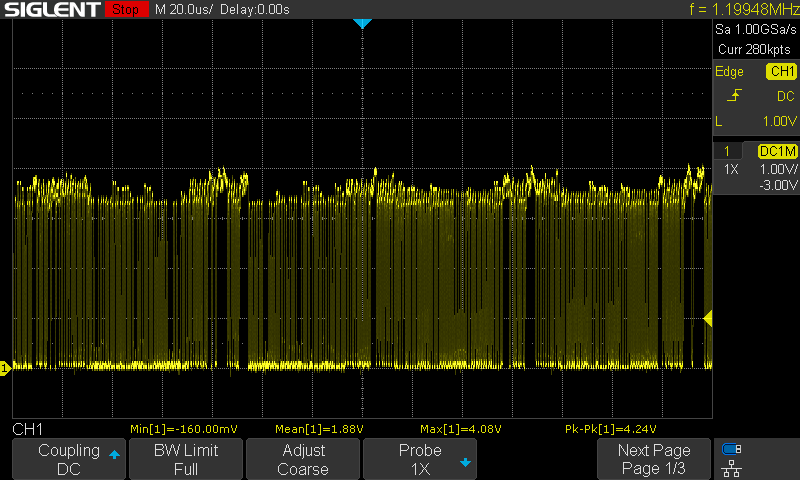 SIGLENT Stop M 20.0us/ Delay:0.00s f = 1.19948MHz
Sa 1.00GSa/s
Curr 280kpts
Edge CH1
DC
L 1.00V
1 DC1M
1X 1.00V/
-3.00V
1
CH1 Min[1]=-160.00mV Mean[1]=1.88V Max[1]=4.08V Pk-Pk[1]=4.24V
Coupling BW Limit Adjust Probe Next Page
DC Full Coarse 1X Page 1/3